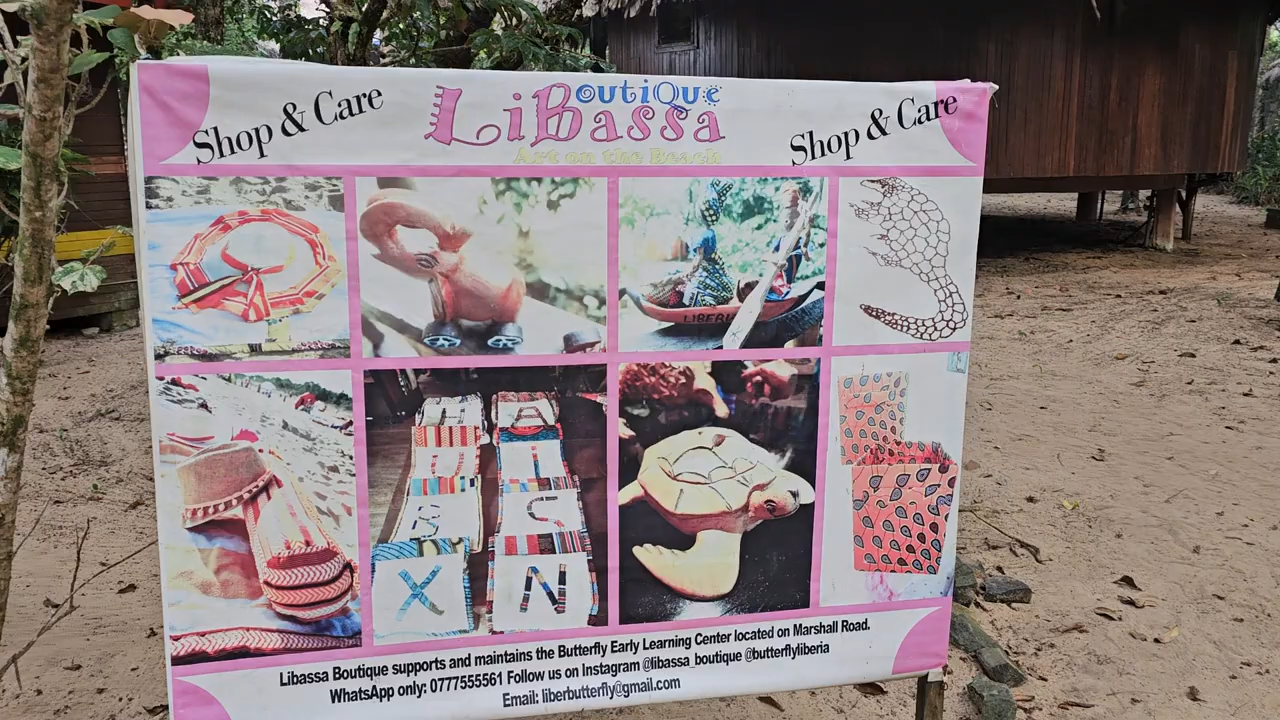 Shop & Care
Boutique
LiBassa
Art on the Beach
Shop & Care
LIBERIA
H A
U I
E S
X N
Libassa Boutique supports and maintains the Butterfly Early Learning Center located on Marshall Road.
WhatsApp only: 0777555561 Follow us on Instagram @libassa_boutique @butterflyliberia
Email: liberbutterfly@gmail.com